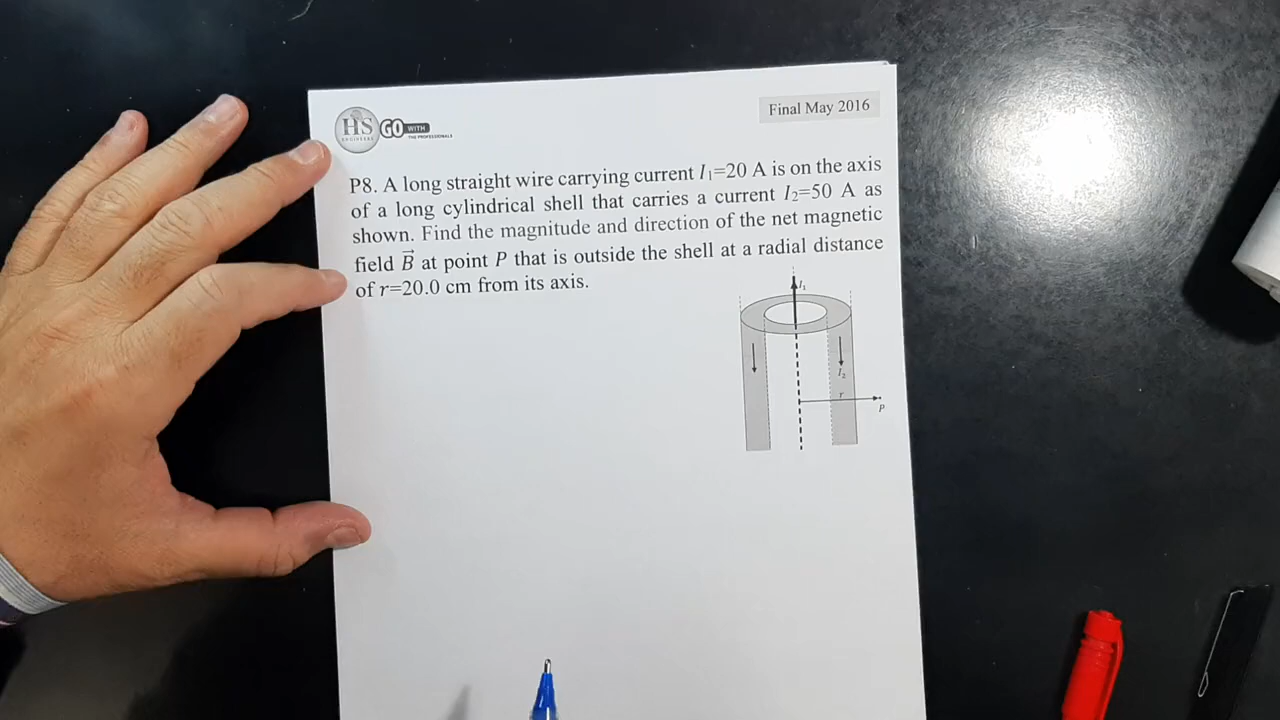 HS
ENGINEERS
GO WITH
THE PROFESSIONALS
Final May 2016
P8. A long straight wire carrying current I₁=20 A is on the axis
of a long cylindrical shell that carries a current I₂=50 A as
shown. Find the magnitude and direction of the net magnetic
field B⃗ at point P that is outside the shell at a radial distance
of r=20.0 cm from its axis.
I₁
I₂
r
P